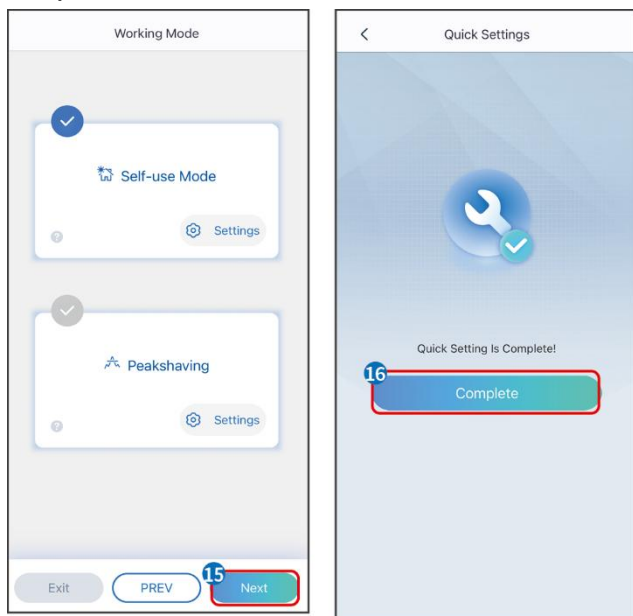 Working Mode
Self-use Mode
?
Settings
Peakshaving
?
Settings
Exit
PREV
15
Next
Quick Settings
Quick Setting Is Complete!
16
Complete